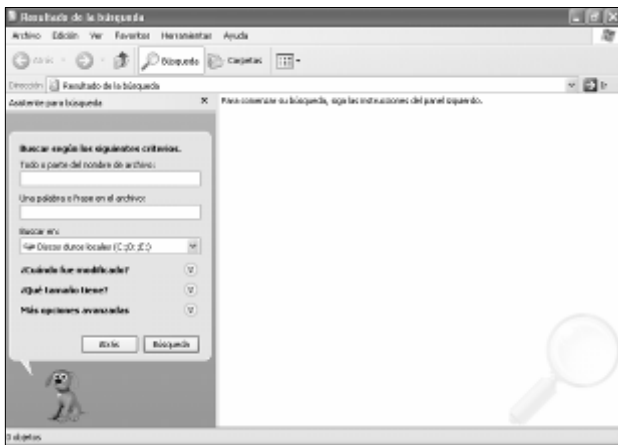 Resultado de la búsqueda
Archivo Edición Ver Favoritos Herramientas Ayuda
Atrás Búsqueda Carpetas
Dirección Resultado de la búsqueda Ir
Asistente para búsqueda
Para comenzar su búsqueda, siga las instrucciones del panel izquierdo.
Buscar según los siguientes criterios.
Todo o parte del nombre de archivo:
Una palabra o frase en el archivo:
Buscar en:
Discos duros locales (C:;D:;E:)
¿Cuándo fue modificado?
¿Qué tamaño tiene?
Más opciones avanzadas
Atrás Búsqueda
0 objetos